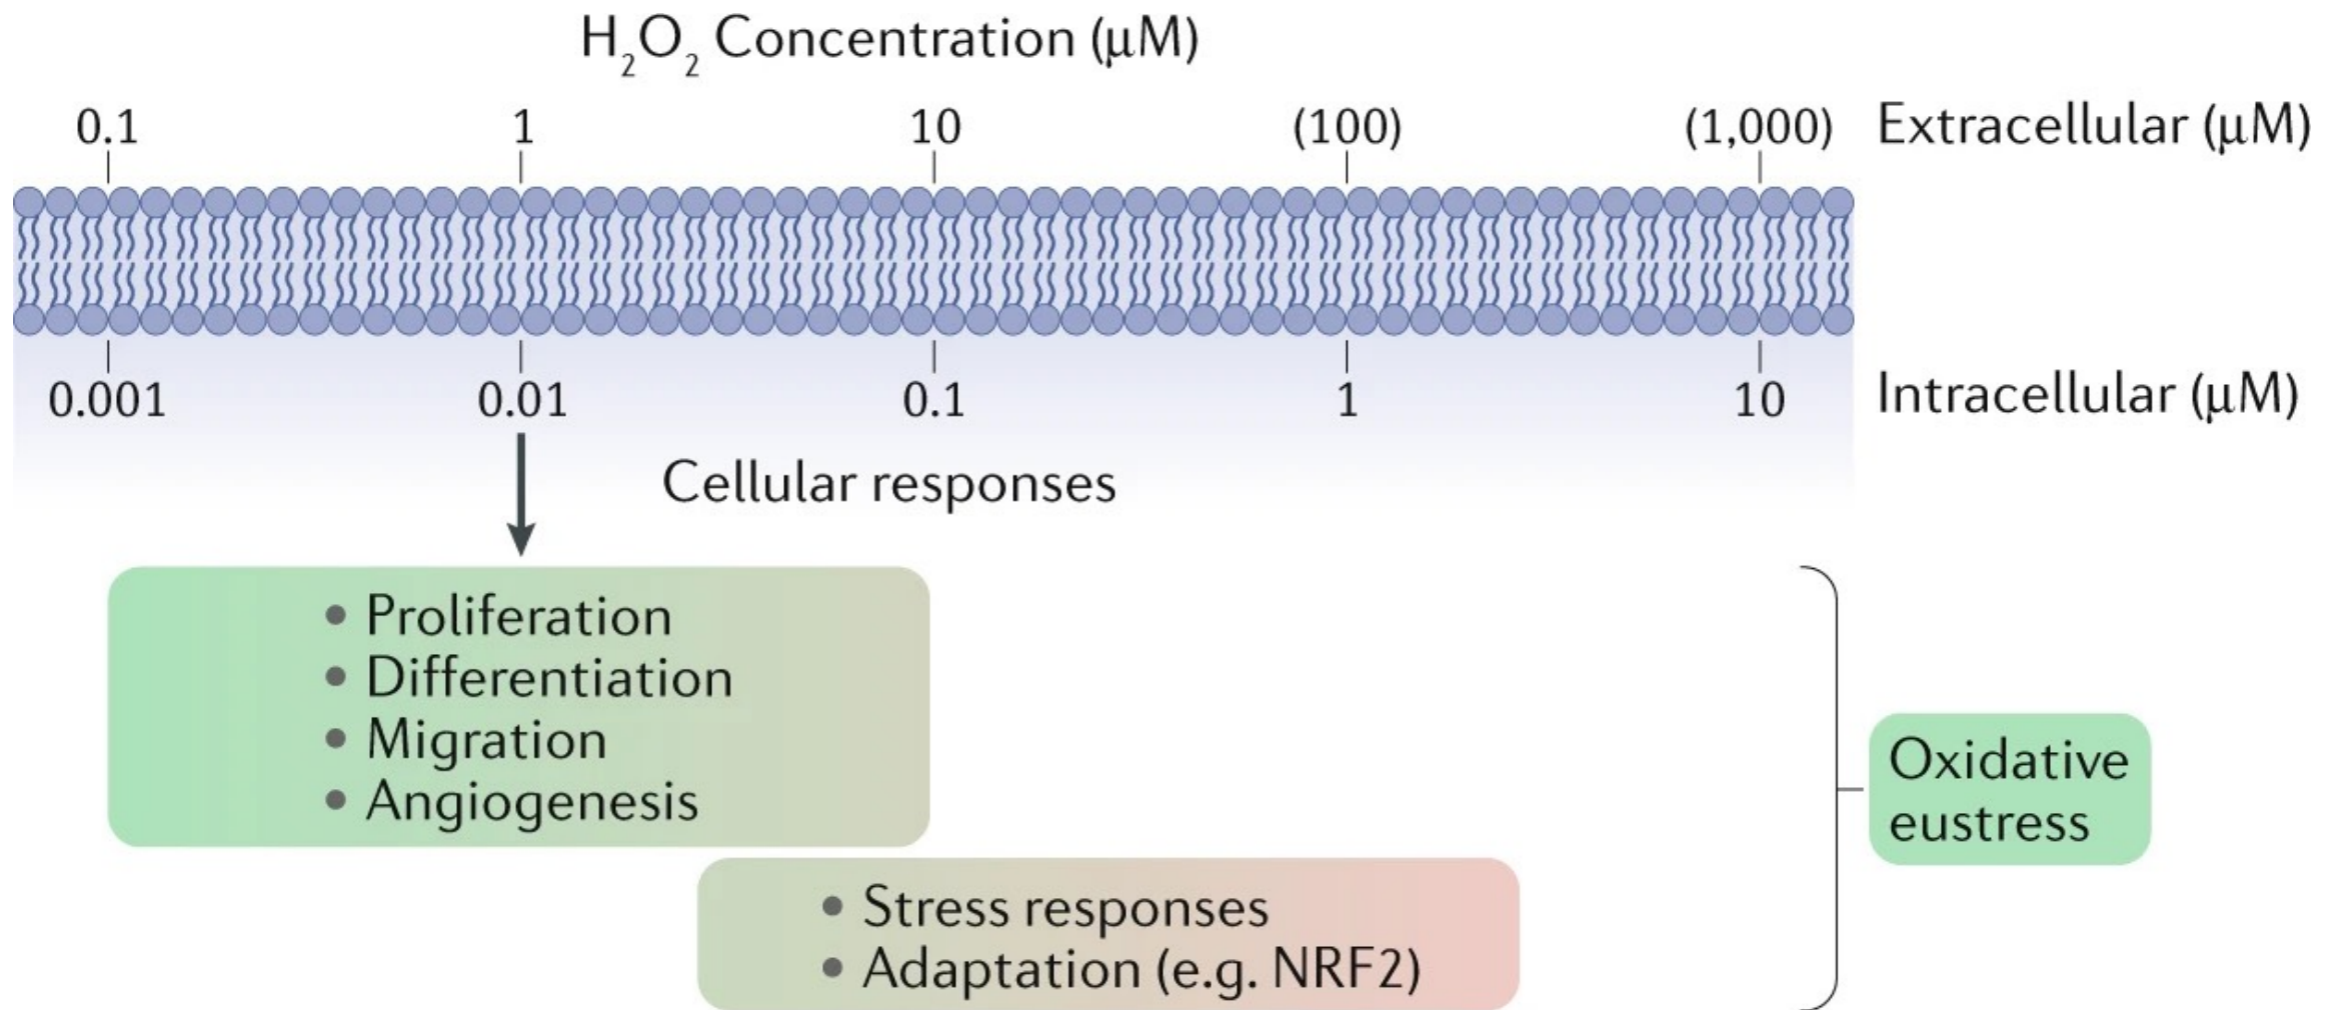 H₂O₂ Concentration (μM)
0.1 1 10 (100) (1,000) Extracellular (μM)
0.001 0.01 0.1 1 10 Intracellular (μM)
Cellular responses
• Proliferation
• Differentiation
• Migration
• Angiogenesis
Oxidative
eustress
• Stress responses
• Adaptation (e.g. NRF2)